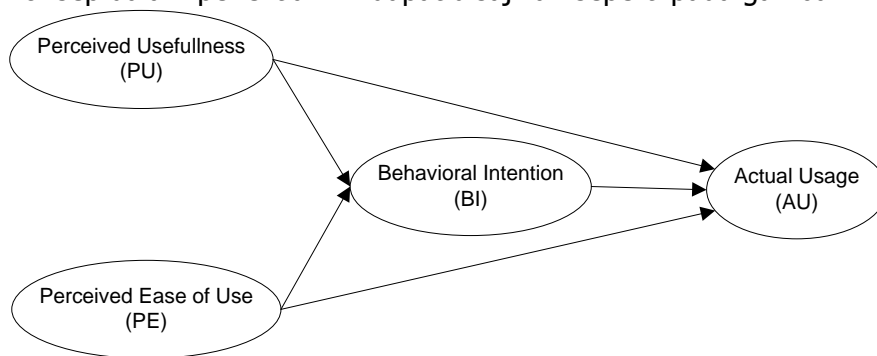 Perceived Usefullness
(PU)
Behavioral Intention
(BI)
Actual Usage
(AU)
Perceived Ease of Use
(PE)